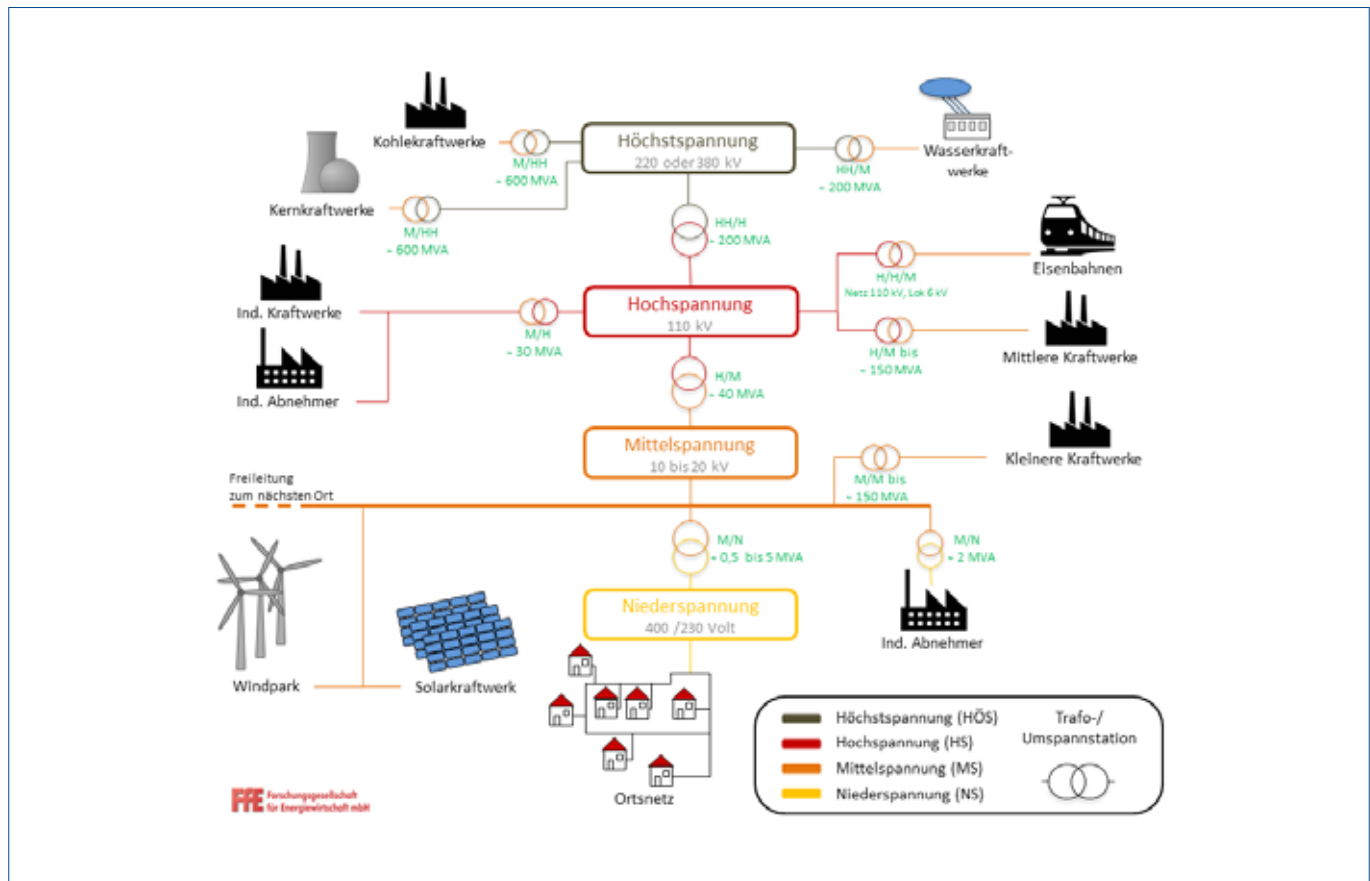 Kohlekraftwerke
M/HH
~ 600 MVA
Höchstspannung
220 oder 380 kV
HH/M
~ 200 MVA
Wasserkraft-
werke
Kernkraftwerke
M/HH
~ 600 MVA
HH/H
~ 200 MVA
Ind. Kraftwerke
Ind. Abnehmer
M/H
~ 30 MVA
Hochspannung
110 kV
H/H/M
Netz 110 kV, Lok 6 kV
Eisenbahnen
H/M bis
~ 150 MVA
Mittlere Kraftwerke
H/M
~ 40 MVA
Mittelspannung
10 bis 20 kV
M/M bis
~ 150 MVA
Kleinere Kraftwerke
Freileitung
zum nächsten Ort
M/N
~ 0,5 bis 5 MVA
M/N
~ 2 MVA
Niederspannung
400 /230 Volt
Ind. Abnehmer
Windpark
Solarkraftwerk
Ortsnetz
Höchstspannung (HÖS)
Hochspannung (HS)
Mittelspannung (MS)
Niederspannung (NS)
Trafo-/
Umspannstation
FfE Forschungsgesellschaft
für Energiewirtschaft mbH